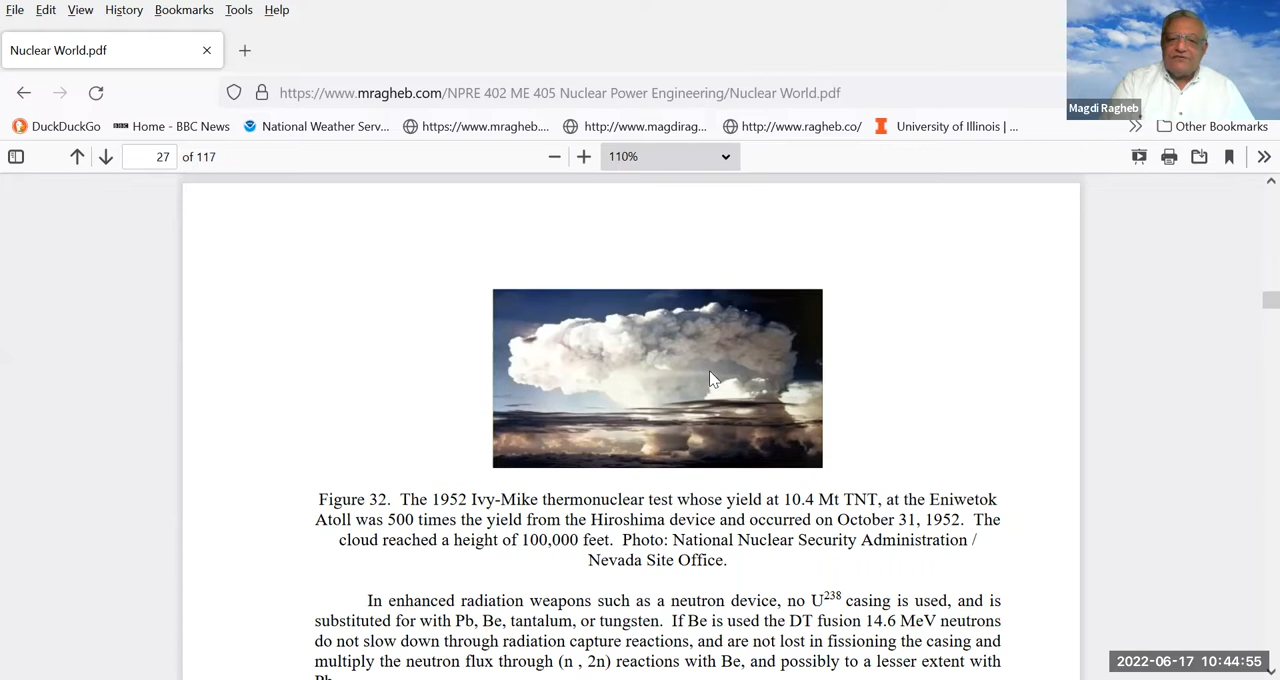 File Edit View History Bookmarks Tools Help
Nuclear World.pdf
https://www.mragheb.com/NPRE 402 ME 405 Nuclear Power Engineering/Nuclear World.pdf
Magdi Ragheb
DuckDuckGo BBC Home - BBC News National Weather Serv... https://www.mragheb.... http://www.magdirag... http://www.ragheb.co/ University of Illinois | ... Other Bookmarks
27 of 117 110%
Figure 32. The 1952 Ivy-Mike thermonuclear test whose yield at 10.4 Mt TNT, at the Eniwetok
Atoll was 500 times the yield from the Hiroshima device and occurred on October 31, 1952. The
cloud reached a height of 100,000 feet. Photo: National Nuclear Security Administration /
Nevada Site Office.
In enhanced radiation weapons such as a neutron device, no U238 casing is used, and is
substituted for with Pb, Be, tantalum, or tungsten. If Be is used the DT fusion 14.6 MeV neutrons
do not slow down through radiation capture reactions, and are not lost in fissioning the casing and
multiply the neutron flux through (n , 2n) reactions with Be, and possibly to a lesser extent with
2022-06-17 10:44:55